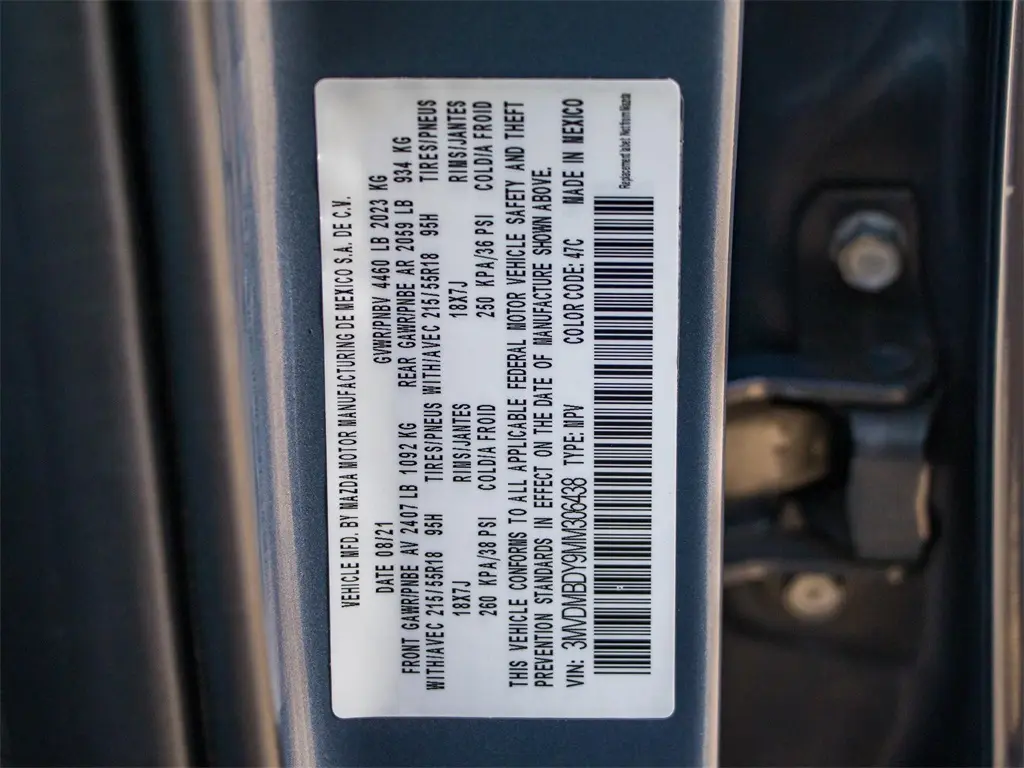 VEHICLE MFD. BY MAZDA MOTOR MANUFACTURING DE MEXICO S.A. DE C.V.
DATE 08/21 GVWR/PNBV 4460 LB 2023 KG
FRONT GAWR/PNBE AV 2407 LB 1092 KG REAR GAWR/PNBE AR 2059 LB 934 KG
WITH/AVEC 215/55R18 95H TIRES/PNEUS WITH/AVEC 215/55R18 95H TIRES/PNEUS
18X7J RIMS/JANTES 18X7J RIMS/JANTES
260 KPA/38 PSI COLD/A FROID 250 KPA/36 PSI COLD/A FROID
THIS VEHICLE CONFORMS TO ALL APPLICABLE FEDERAL MOTOR VEHICLE SAFETY AND THEFT
PREVENTION STANDARDS IN EFFECT ON THE DATE OF MANUFACTURE SHOWN ABOVE.
VIN: 3MVDMBDY9MM306438 TYPE: MPV COLOR CODE: 47C MADE IN MEXICO
Replacement label: Not from Mazda